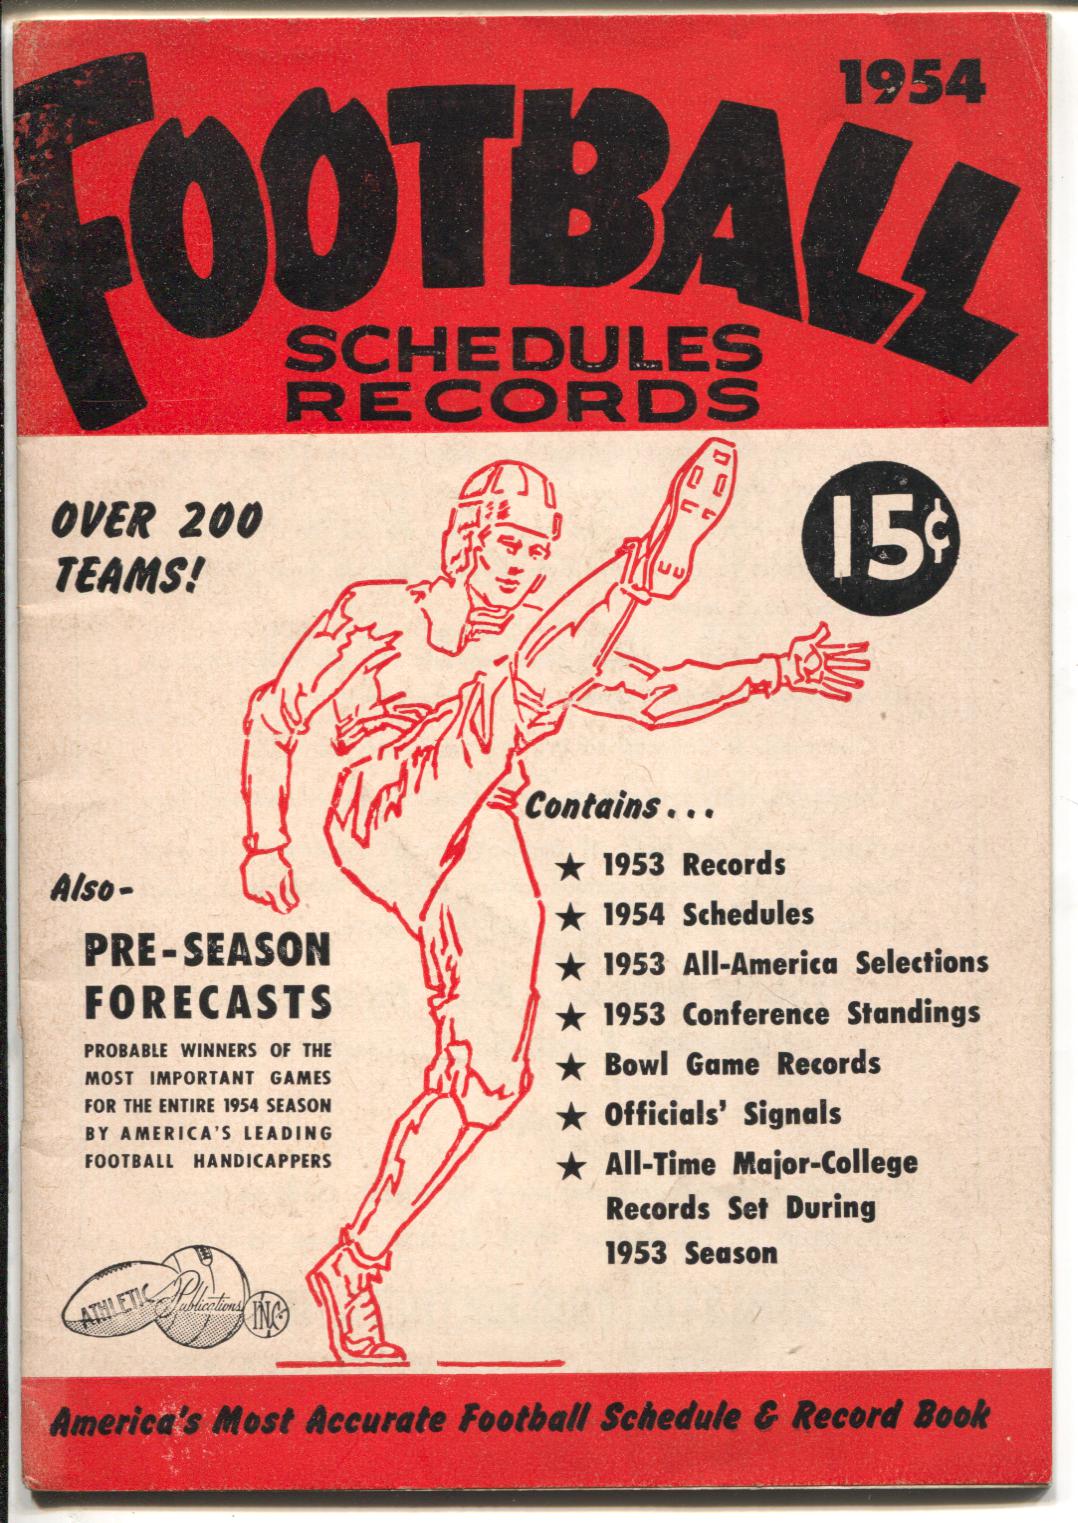 1954
FOOTBALL
SCHEDULES
RECORDS
OVER 200
TEAMS!
15¢
Contains...
★ 1953 Records
★ 1954 Schedules
★ 1953 All-America Selections
★ 1953 Conference Standings
★ Bowl Game Records
★ Officials' Signals
★ All-Time Major-College
Records Set During
1953 Season
Also-
PRE-SEASON
FORECASTS
PROBABLE WINNERS OF THE
MOST IMPORTANT GAMES
FOR THE ENTIRE 1954 SEASON
BY AMERICA'S LEADING
FOOTBALL HANDICAPPERS
ATHLETIC Publications INC.
America's Most Accurate Football Schedule & Record Book